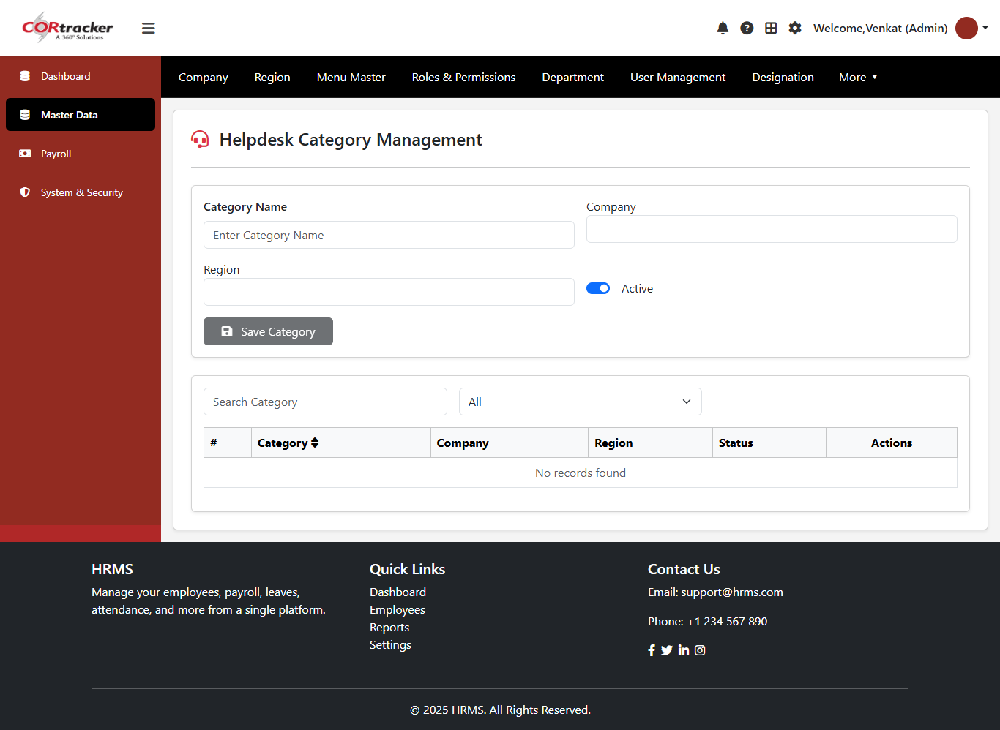 CORtracker
A 360° Solutions
Welcome,Venkat (Admin)
Dashboard
Master Data
Payroll
System & Security
Company Region Menu Master Roles & Permissions Department User Management Designation More
Helpdesk Category Management
Category Name Company
Enter Category Name
Region
Active
Save Category
Search Category All
# Category Company Region Status Actions
No records found
HRMS
Manage your employees, payroll, leaves,
attendance, and more from a single platform.
Quick Links
Dashboard
Employees
Reports
Settings
Contact Us
Email: support@hrms.com
Phone: +1 234 567 890
© 2025 HRMS. All Rights Reserved.